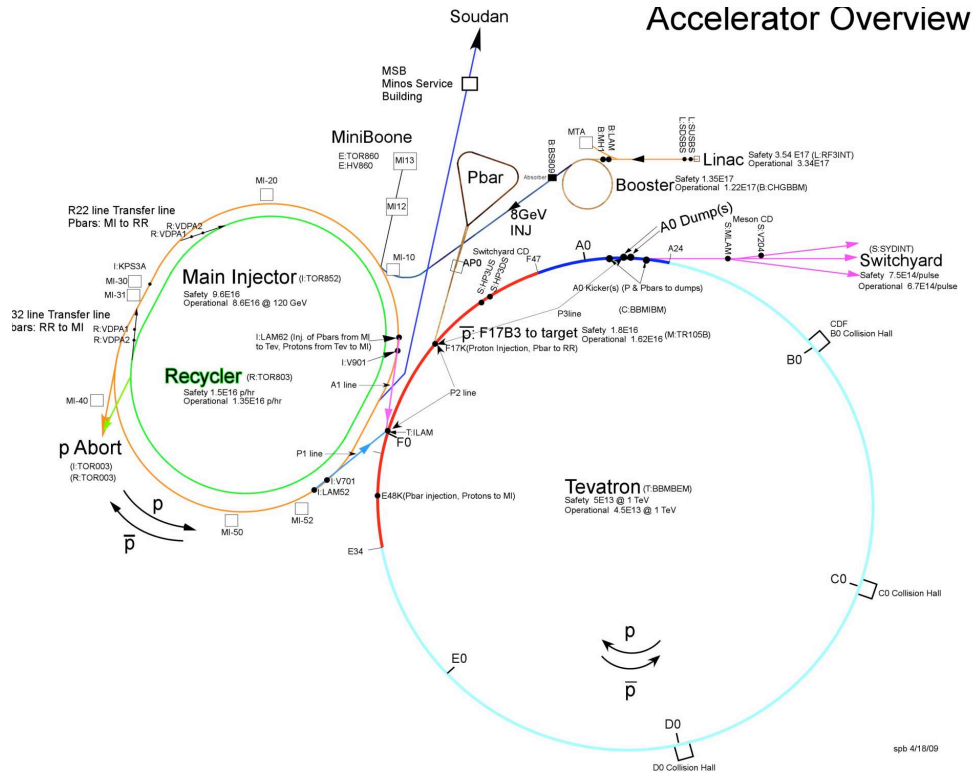 Accelerator Overview
Soudan
MSB
Minos Service
Building
MiniBoone
E:TOR860
E:HV860
MI13
MI12
MI-10
Pbar
AP0
8GeV
INJ
B:BS809
Absorber
MTA
B:LAM
B:MH1
L:SUSBS
L:SDSBS
Linac
Safety 3.54 E17 (L:RF3INT)
Operational 3.34E17
Booster
Safety 1.35E17
Operational 1.22E17(B:CHGBBM)
A0 Dump(s)
A0
A24
F47
Switchyard CD
S:HP3US
S:HP3DS
S:MLAM
Meson CD
S:V204
(S:SYDINT)
Switchyard
Safety 7.5E14/pulse
Operational 6.7E14/pulse
A0 Kicker(s) (P & Pbars to dumps)
P3line
(C:BBMIBM)
p̅: F17B3 to target
Safety 1.8E16
Operational 1.62E16
(M:TR105B)
F17K(Proton Injection, Pbar to RR)
P2 line
MI-20
R22 line Transfer line
Pbars: MI to RR
R:VDPA2
R:VDPA1
I:KPS3A
MI-30
MI-31
32 line Transfer line
bars: RR to MI
R:VDPA1
R:VDPA2
Main Injector (I:TOR852)
Safety 9.6E16
Operational 8.6E16 @ 120 GeV
I:LAM62 (Inj. of Pbars from MI
to Tev, Protons from Tev to MI)
I:V901
Recycler (R:TOR803)
Safety 1.5E16 p/hr
Operational 1.35E16 p/hr
A1 line
MI-40
p Abort
(I:TOR003)
(R:TOR003)
p
p̅
P1 line
T:ILAM
F0
I:V701
I:LAM52
MI-52
MI-50
E48K(Pbar injection, Protons to MI)
E34
Tevatron (T:BBMBEM)
Safety 5E13 @ 1 TeV
Operational 4.5E13 @ 1 TeV
CDF
B0 Collision Hall
B0
C0
C0 Collision Hall
p
p̅
E0
D0
D0 Collision Hall
spb 4/18/09